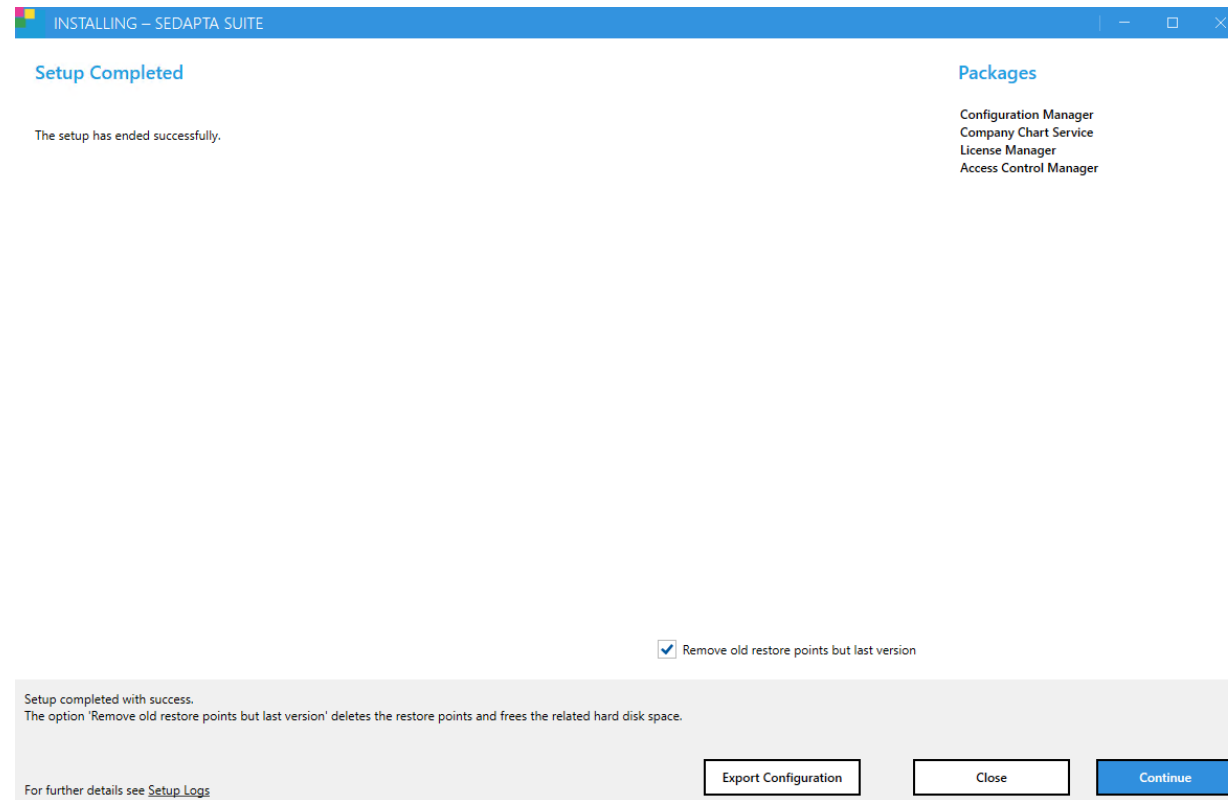 INSTALLING – SEDAPTA SUITE
Setup Completed
Packages
The setup has ended successfully.
Configuration Manager
Company Chart Service
License Manager
Access Control Manager
Remove old restore points but last version
Setup completed with success.
The option 'Remove old restore points but last version' deletes the restore points and frees the related hard disk space.
Export Configuration
Close
Continue
For further details see Setup Logs